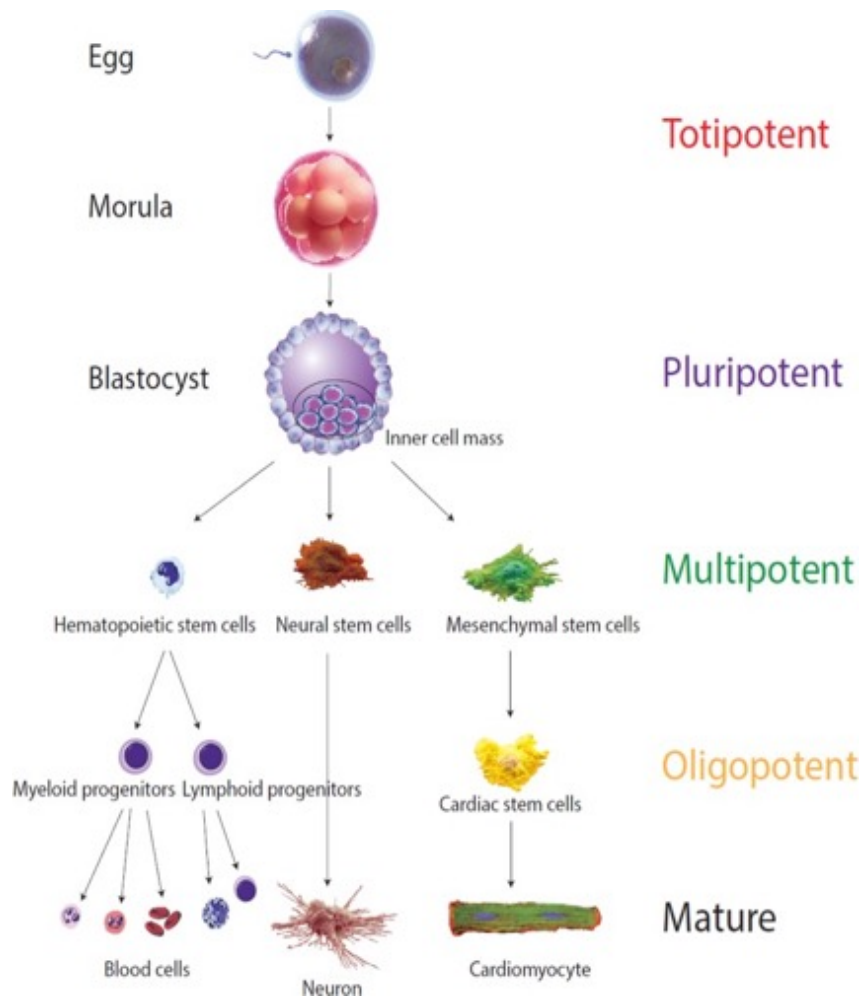 Egg
Totipotent
Morula
Blastocyst
Pluripotent
Inner cell mass
Multipotent
Hematopoietic stem cells
Neural stem cells
Mesenchymal stem cells
Oligopotent
Myeloid progenitors
Lymphoid progenitors
Cardiac stem cells
Mature
Blood cells
Neuron
Cardiomyocyte